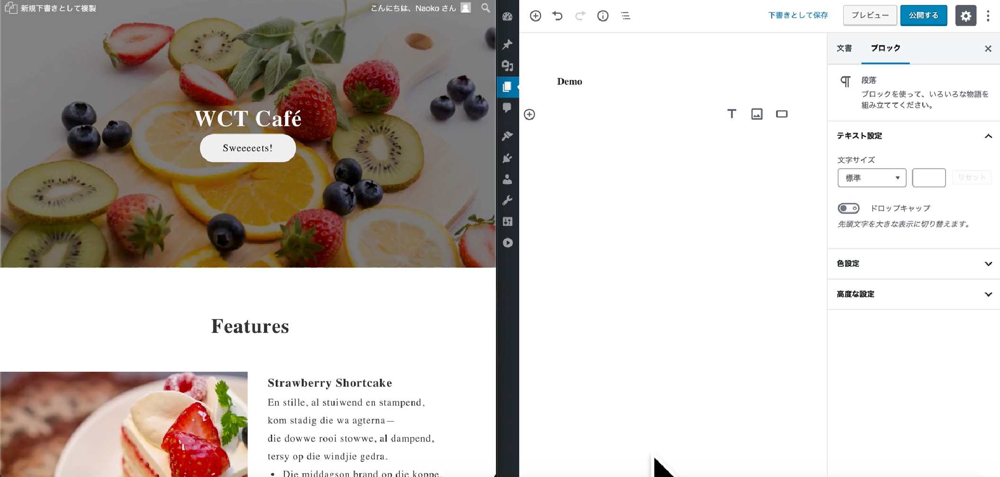 新規下書きとして複製
こんにちは、Naoko さん
WCT Café
Sweeeeets!
Features
Strawberry Shortcake
En stille, al stuiwend en stampend,
kom stadig die wa agterna—
die dowwe rooi stowwe, al dampend,
tersy op die windjie gedra.
• Die middagson brand op die koppe,
下書きとして保存
プレビュー
公開する
Demo
文書
ブロック
段落
ブロックを使って、いろいろな物語を
組み立ててください。
テキスト設定
文字サイズ
標準
リセット
ドロップキャップ
先頭文字を大きな表示に切り替えます。
色設定
高度な設定